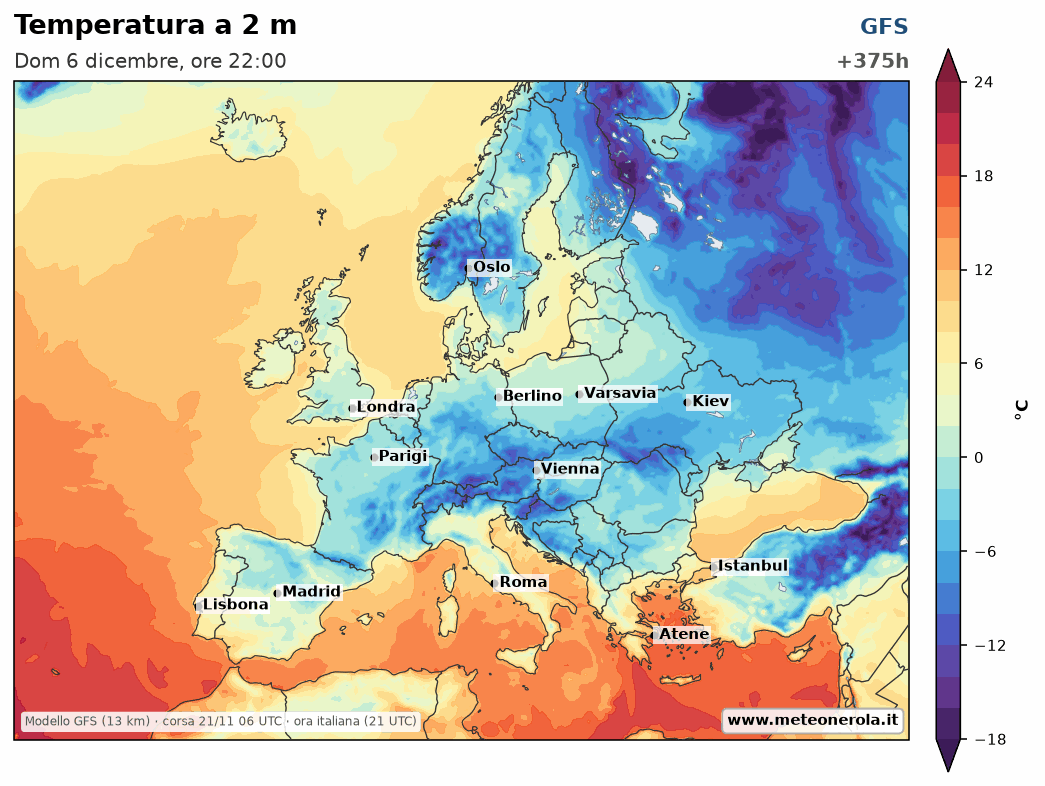 Temperatura a 2 m
GFS
Dom 6 dicembre, ore 22:00
+375h
24
18
12
6
0
−6
−12
−18
°C
Oslo
Berlino
Varsavia
Kiev
Londra
Parigi
Vienna
Istanbul
Madrid
Roma
Lisbona
Atene
Modello GFS (13 km) · corsa 21/11 06 UTC · ora italiana (21 UTC)
www.meteonerola.it